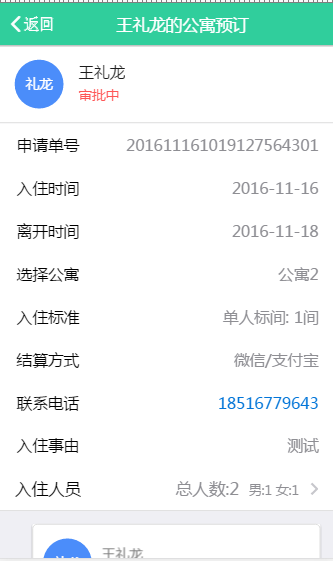 返回 王礼龙的公寓预订
礼龙 王礼龙
审批中
申请单号 201611161019127564301
入住时间 2016-11-16
离开时间 2016-11-18
选择公寓 公寓2
入住标准 单人标间: 1间
结算方式 微信/支付宝
联系电话 18516779643
入住事由 测试
入住人员 总人数:2 男:1 女:1
王礼龙